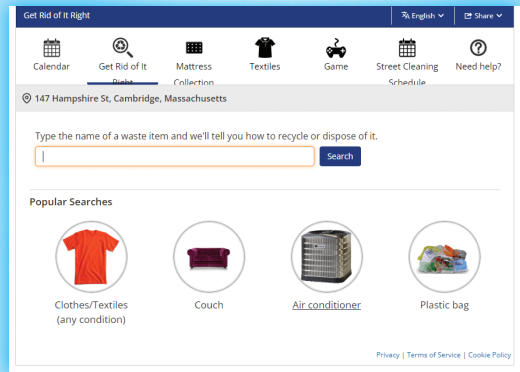 Get Rid of It Right
English
Share
Calendar
Get Rid of It Right
Mattress Collection
Textiles
Game
Street Cleaning Schedule
Need help?
147 Hampshire St, Cambridge, Massachusetts
Type the name of a waste item and we'll tell you how to recycle or dispose of it.
Search
Popular Searches
Clothes/Textiles
(any condition)
Couch
Air conditioner
Plastic bag
Privacy | Terms of Service | Cookie Policy